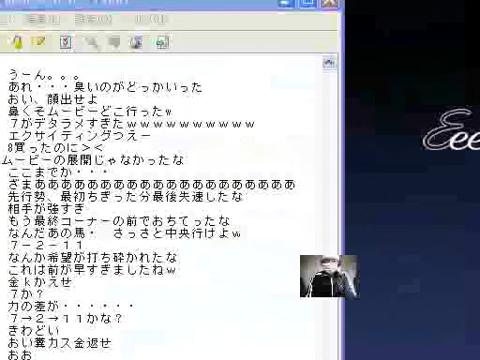 うーん。。。
あれ・・・臭いのがどっかいった
おい、顔出せよ
鼻くそムービーどこ行ったw
７がデタラメすぎたｗｗｗｗｗｗｗｗｗｗ
エクサイティングつえー
8買ったのに＞＜
ムービーの展開じゃなかったな
ここまでか・・・
ざまあああああああああああああああああああああ
先行勢、最初ちぎった分最後失速したな
相手が強すぎ
もう最終コーナーの前でおちてったな
なんだあの馬・　さっさと中央行けよw
７－２－１１
なんか希望が打ち砕かれたな
これは前が早すぎましたねw
金ｋかえせ
７か？
力の差が・・・・・・
７→２→１１かな？
きわどい
おい糞カス金返せ
おお
Eee